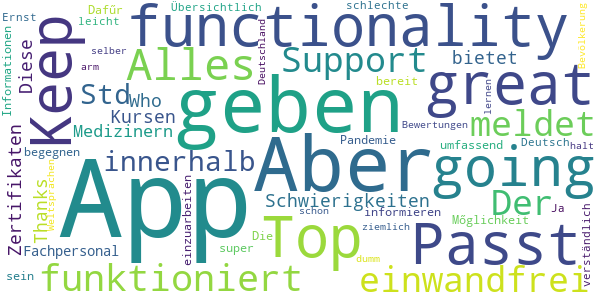 Ernst
Dafür
Übersichtlich
schlechte
leicht
functionality
Bevölkerung
selber
Deutschland
Informationen
Diese
Keep
Alles
Support
bietet
great
arm
Std
Who
geben
bereit
lernen
Kursen
Medizinern
Aber
Bewertungen
meldet
Zertifikaten
begegnen
innerhalb
Pandemie
umfassend
Deutsch
halt
App
going
Thanks
Weltsprachen
Schwierigkeiten
Der
Ja
verständlich
einzuarbeiten
schon
informieren
Möglichkeit
Top
Passt
Fachpersonal
super
Die
ziemlich
sein
funktioniert
dumm
einwandfrei